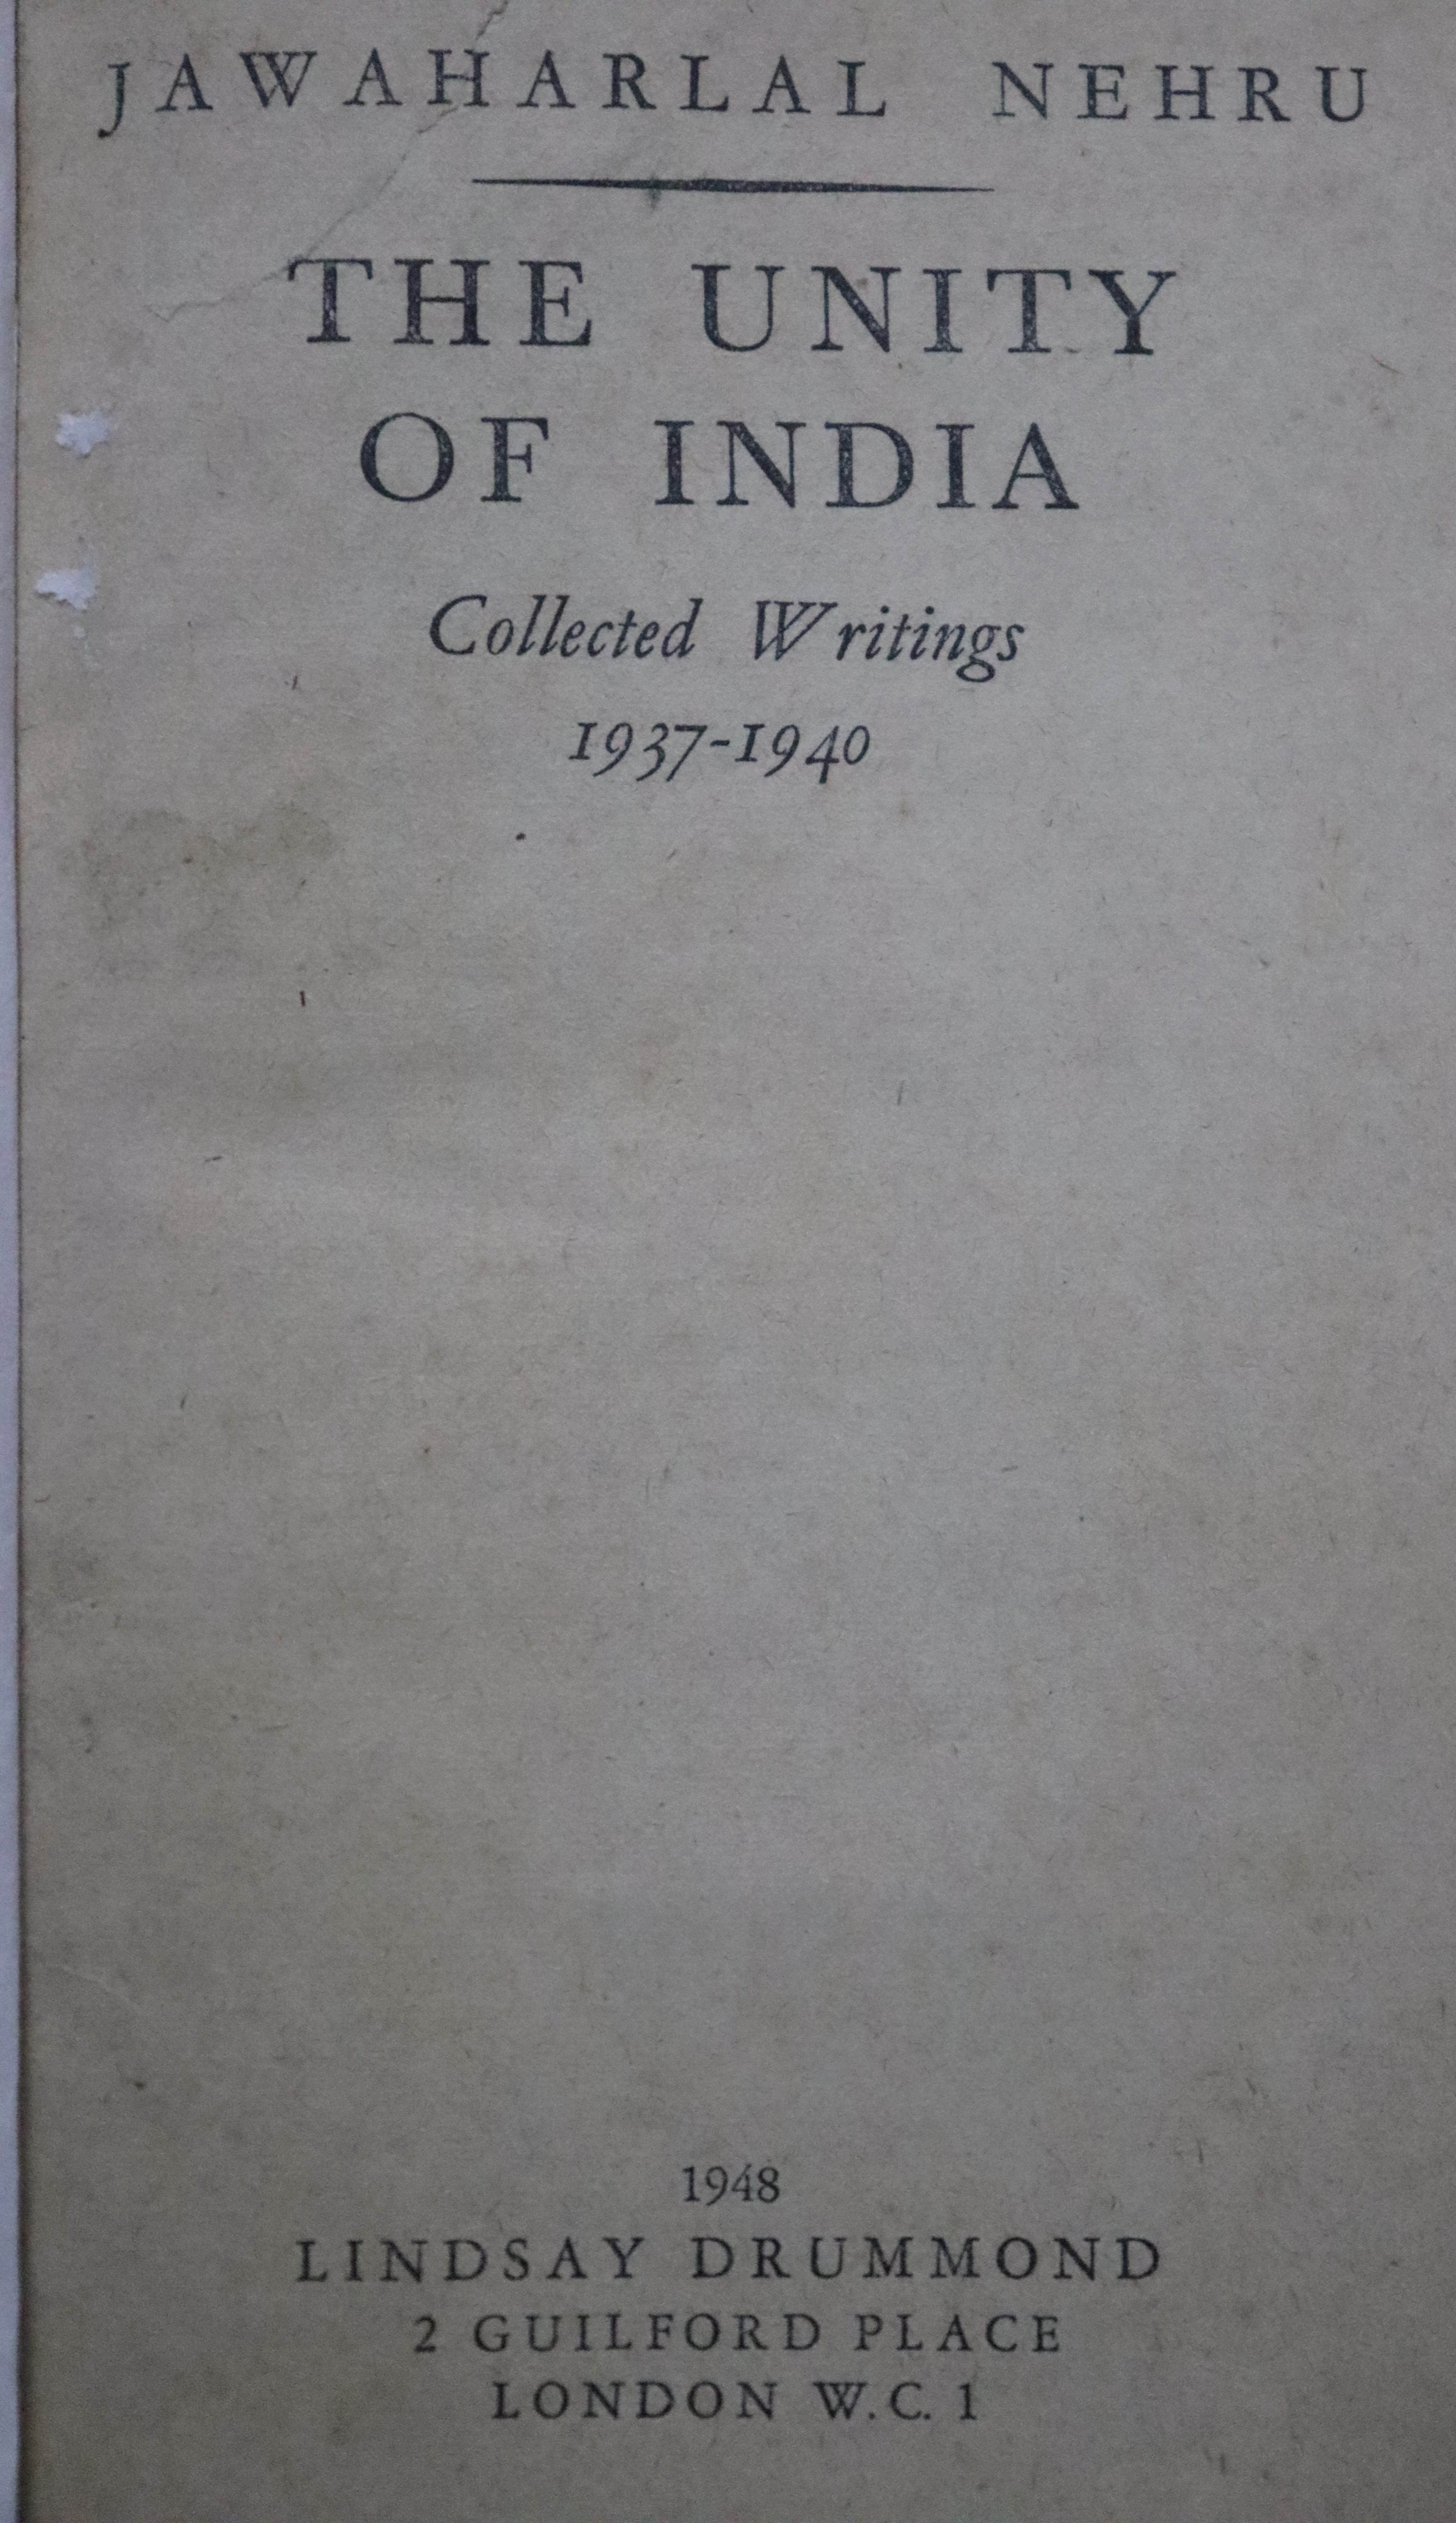 JAWAHARLAL NEHRU
THE UNITY
OF INDIA
Collected Writings
1937-1940
1948
LINDSAY DRUMMOND
2 GUILFORD PLACE
LONDON W.C. 1